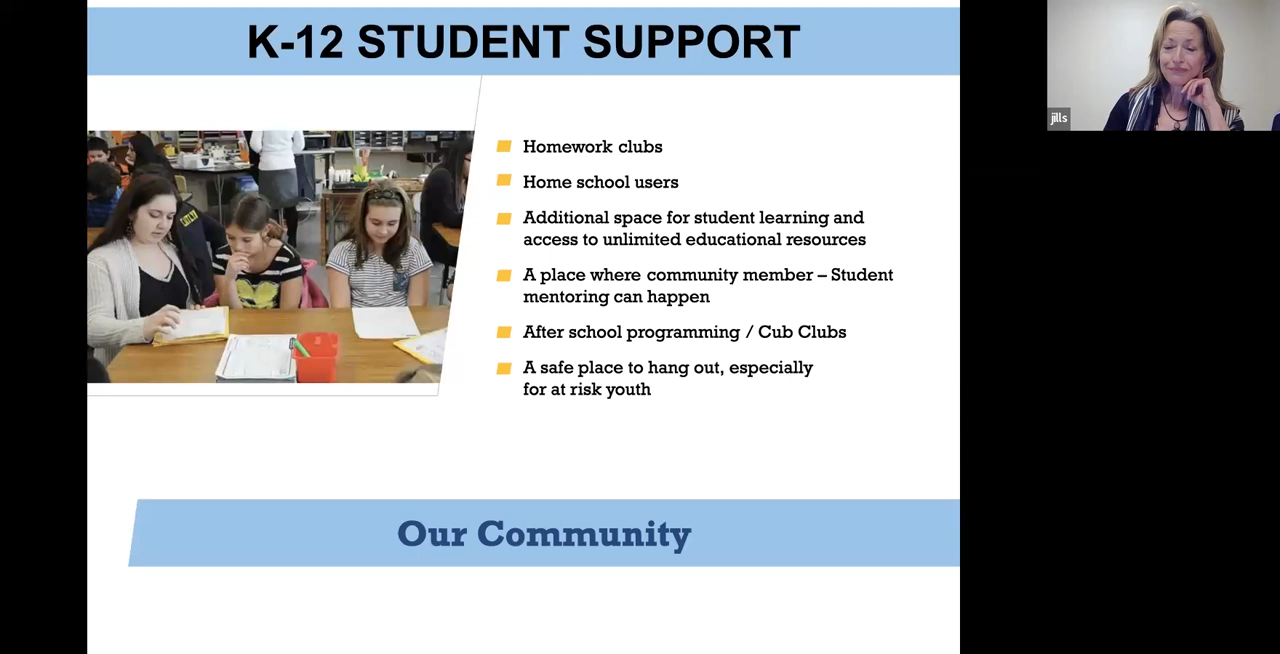 K-12 STUDENT SUPPORT
jills
Homework clubs
Home school users
Additional space for student learning and
access to unlimited educational resources
A place where community member – Student
mentoring can happen
After school programming / Cub Clubs
A safe place to hang out, especially
for at risk youth
Our Community